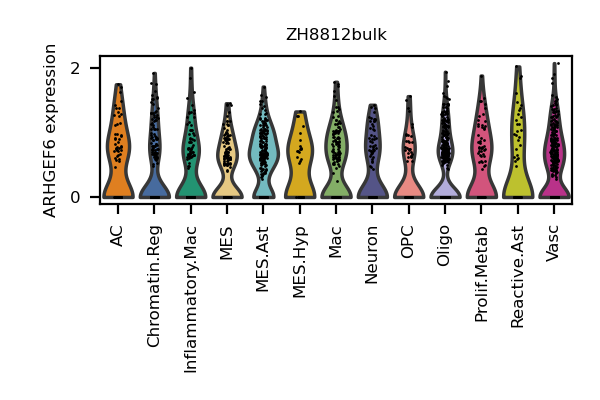 ZH8812bulk
ARHGEF6 expression
2
0
AC
Chromatin.Reg
Inflammatory.Mac
MES
MES.Ast
MES.Hyp
Mac
Neuron
OPC
Oligo
Prolif.Metab
Reactive.Ast
Vasc